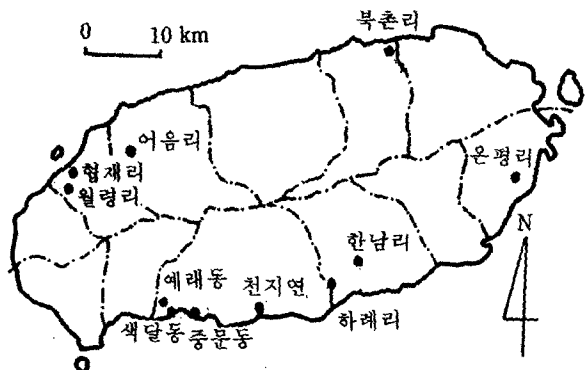 북촌리
0 10 km
어음리
협재리
월령리
온평리
N
한남리
예래동
천지연
하례리
색달동
중문동